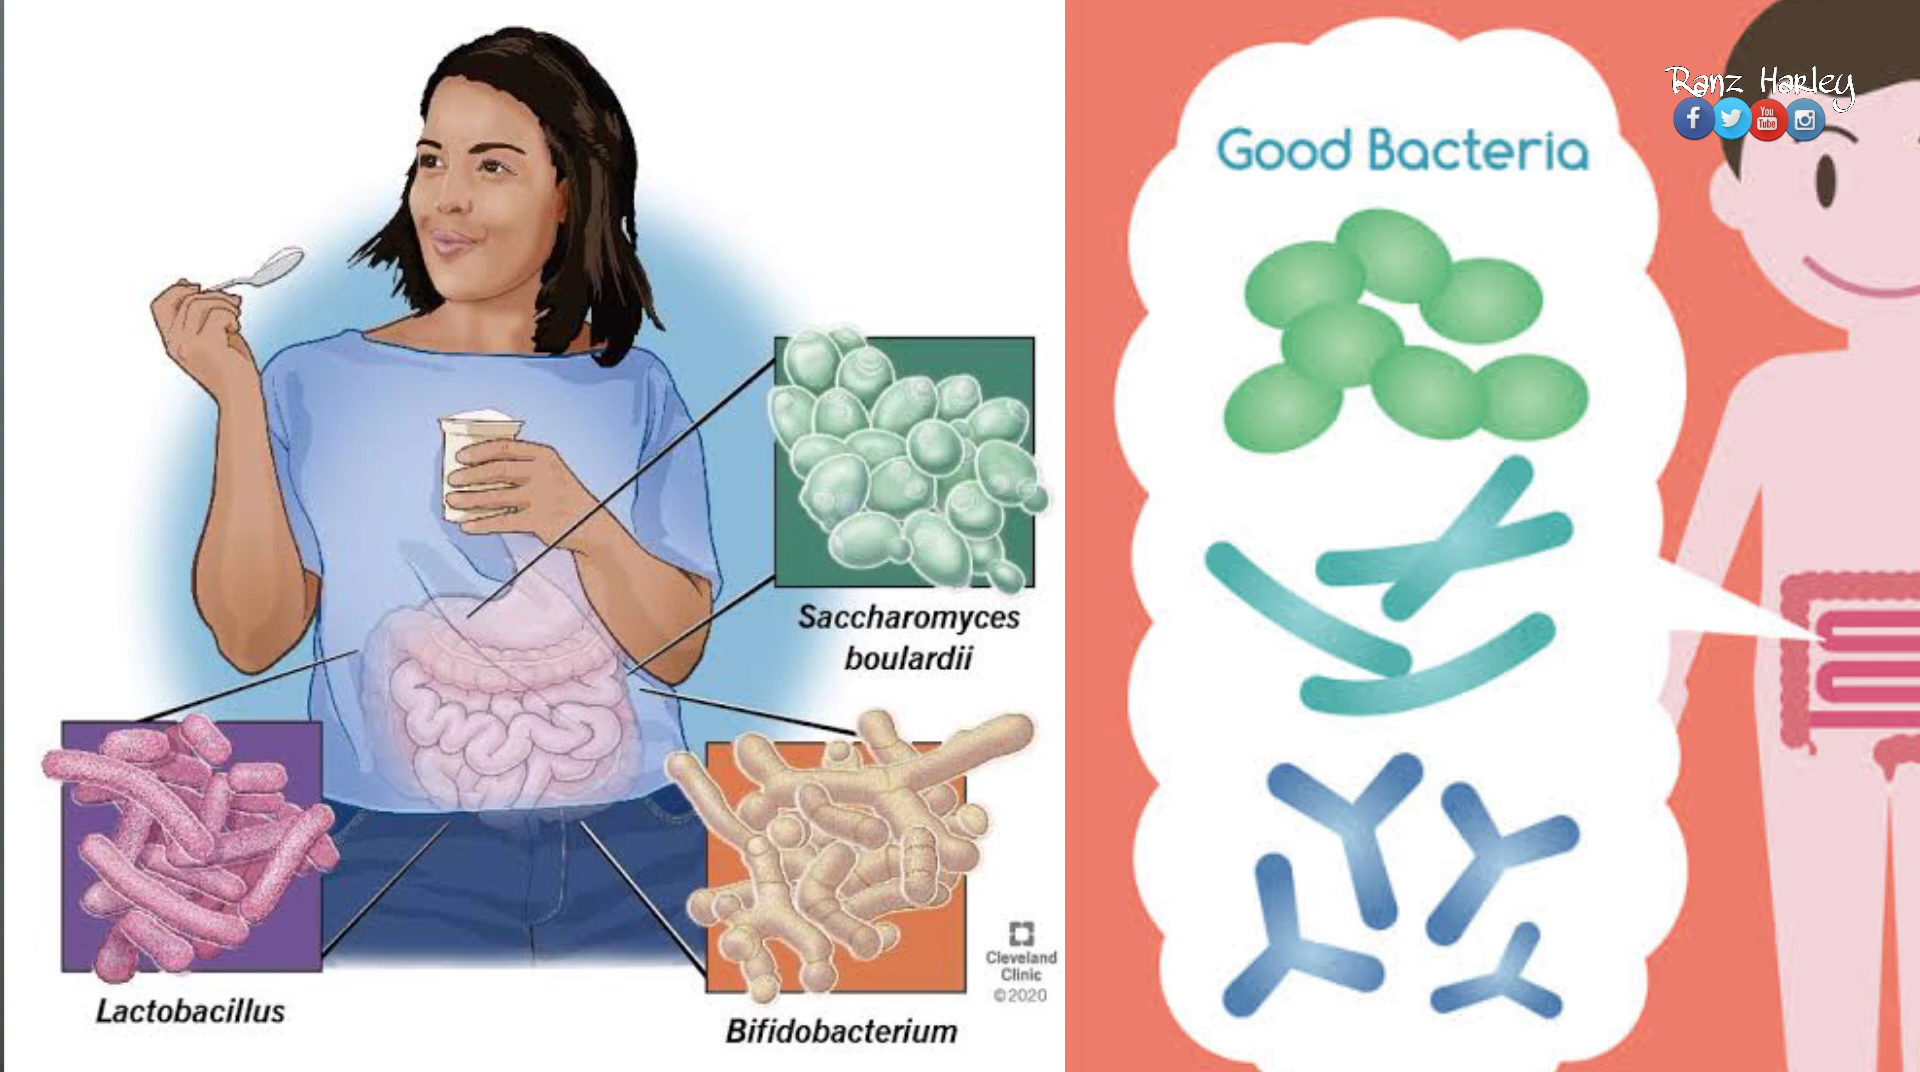 Ranz Harley
f
You
Tube
Good Bacteria
Saccharomyces
boulardii
Lactobacillus
Bifidobacterium
Cleveland
Clinic
©2020